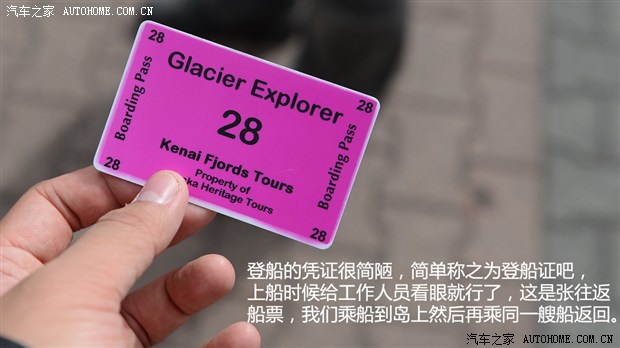 汽车之家 AUTOHOME.COM.CN
28
28
Boarding Pass
Glacier Explorer
28
Kenai Fjords Tours
Property of
ska Heritage Tours
Boarding Pass
28
28
登船的凭证很简陋，简单称之为登船证吧，
上船时候给工作人员看眼就行了，这是张往返
船票，我们乘船到岛上然后再乘同一艘船返回。
汽车之家 AUTOHOME.COM.CN